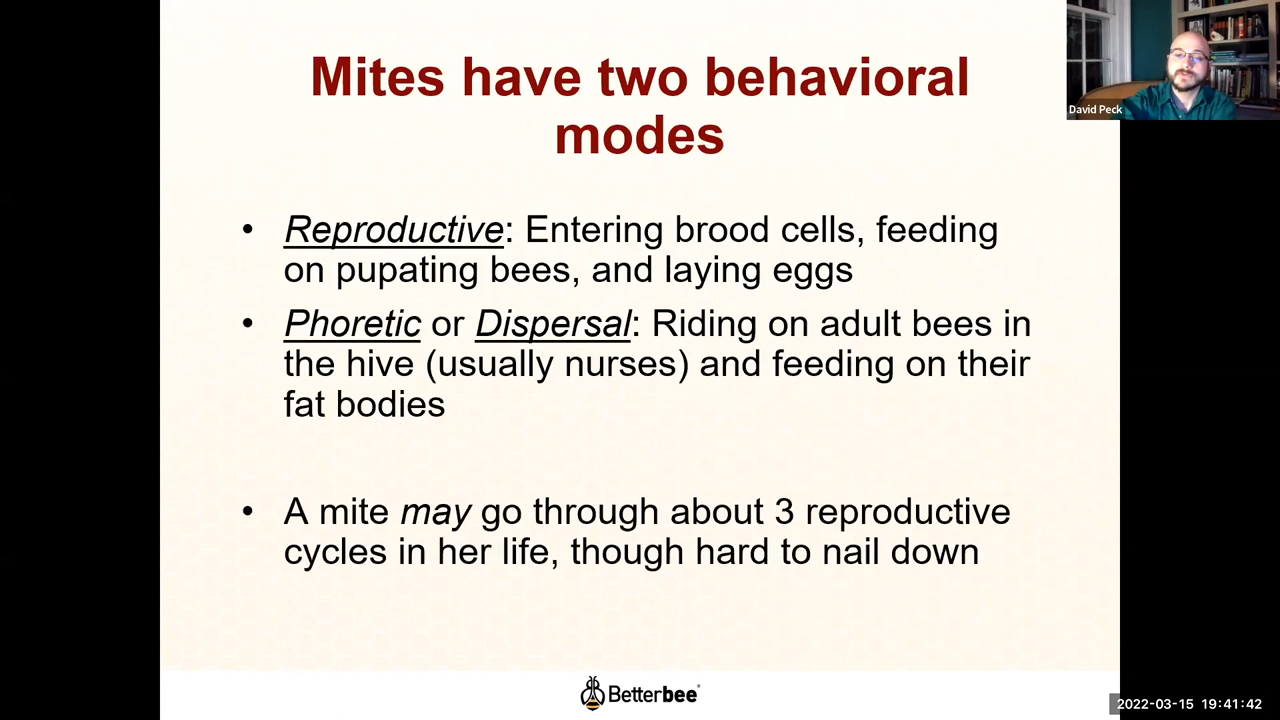 Mites have two behavioral
modes
David Peck
• Reproductive: Entering brood cells, feeding
on pupating bees, and laying eggs
• Phoretic or Dispersal: Riding on adult bees in
the hive (usually nurses) and feeding on their
fat bodies
• A mite may go through about 3 reproductive
cycles in her life, though hard to nail down
Betterbee
2022-03-15 19:41:42